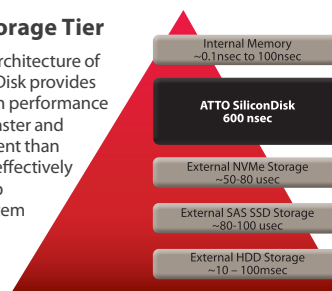 orage Tier
rchitecture of
Disk provides
n performance
aster and
ent than
effectively
o
em
Internal Memory
~0.1nsec to 100nsec
ATTO SiliconDisk
600 nsec
External NVMe Storage
~50-80 usec
External SAS SSD Storage
~80-100 usec
External HDD Storage
~10 – 100msec